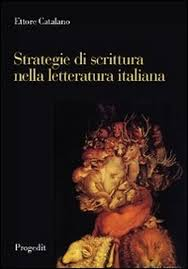 Ettore Catalano
Strategie di scrittura
nella letteratura italiana
Progedit